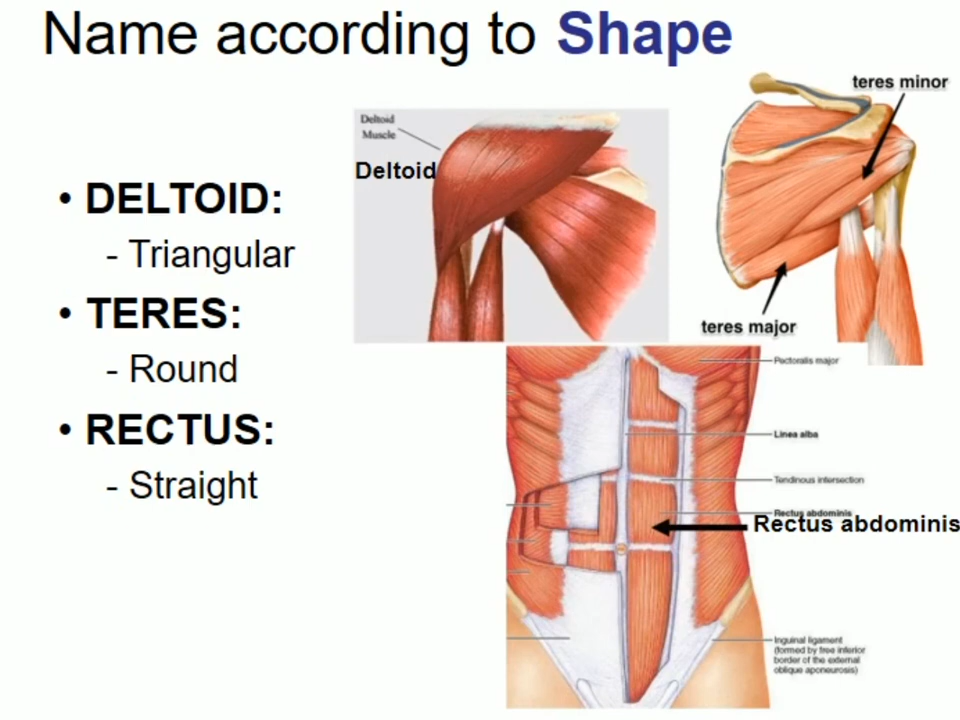 Name according to Shape
• DELTOID:
- Triangular
• TERES:
- Round
• RECTUS:
- Straight
Deltoid
Muscle
Deltoid
teres minor
teres major
Pectoralis major
Linea alba
Tendinous intersection
Rectus abdominis
Rectus abdominis
Inguinal ligament
(formed by free inferior
border of the external
oblique aponeurosis)